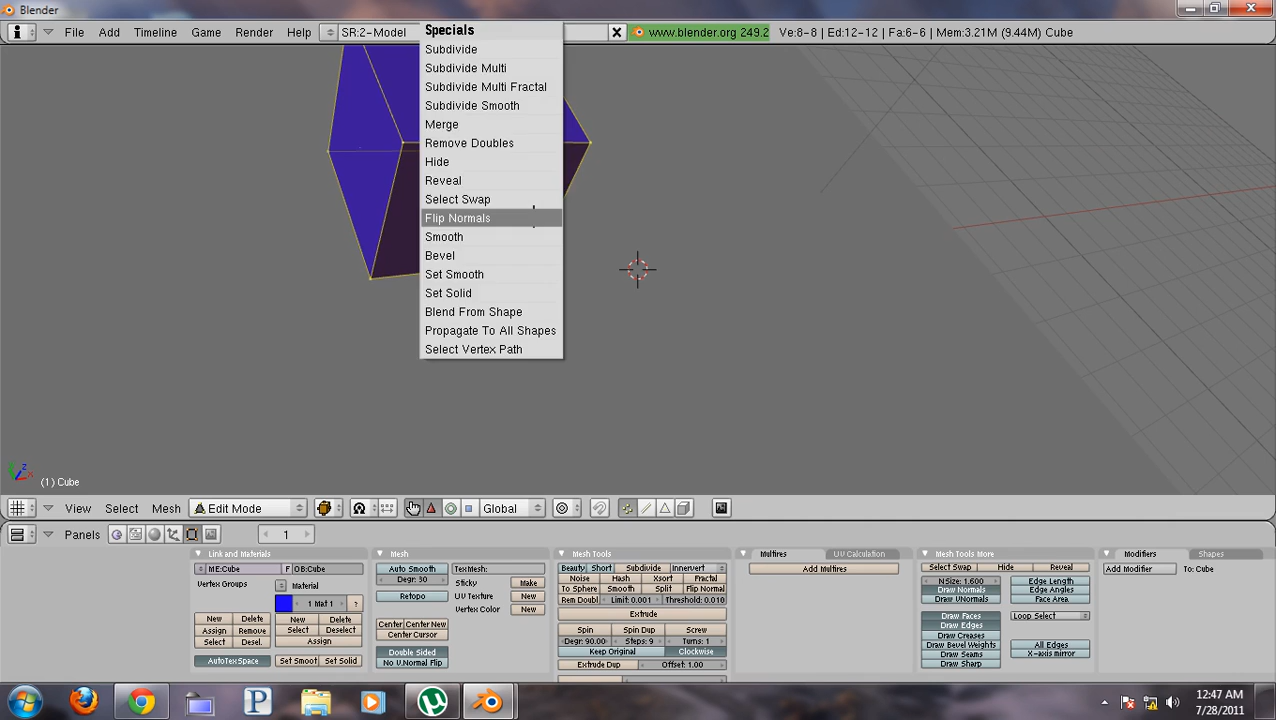 Blender
File Add Timeline Game Render Help SR:2-Model www.blender.org 249.2 Ve:8-8 | Ed:12-12 | Fa:6-6 | Mem:3.21M (9.44M) Cube
Specials
Subdivide
Subdivide Multi
Subdivide Multi Fractal
Subdivide Smooth
Merge
Remove Doubles
Hide
Reveal
Select Swap
Flip Normals
Smooth
Bevel
Set Smooth
Set Solid
Blend From Shape
Propagate To All Shapes
Select Vertex Path
(1) Cube
View Select Mesh Edit Mode Global
Panels 1
Link and Materials
ME:Cube F OB:Cube
Vertex Groups
Material
1 Mat 1 ?
New Delete New Delete
Assign Remove Select Deselect
Select Desel. Assign
AutoTexSpace Set Smoot Set Solid
Mesh
Auto Smooth TexMesh:
Degr: 30 Sticky Make
Retopo UV Texture New
Vertex Color New
Center Center New
Center Cursor
Double Sided
No V.Normal Flip
Mesh Tools
Beauty Short Subdivide Innervert
Noise Hash Xsort Fractal
To Sphere Smooth Split Flip Normal
Rem Doubl Limit: 0.001 Threshold: 0.010
Extrude
Spin Spin Dup Screw
Degr: 90.00 Steps: 9 Turns: 1
Keep Original Clockwise
Extrude Dup Offset: 1.00
Multires UV Calculation
Add Multires
Mesh Tools More
Select Swap Hide Reveal
NSize: 1.600 Edge Length
Draw Normals Edge Angles
Draw VNormals Face Area
Draw Faces Loop Select
Draw Edges
Draw Creases
Draw Bevel Weights All Edges
Draw Seams X-axis mirror
Draw Sharp
Modifiers Shapes
Add Modifier To: Cube
12:47 AM
7/28/2011